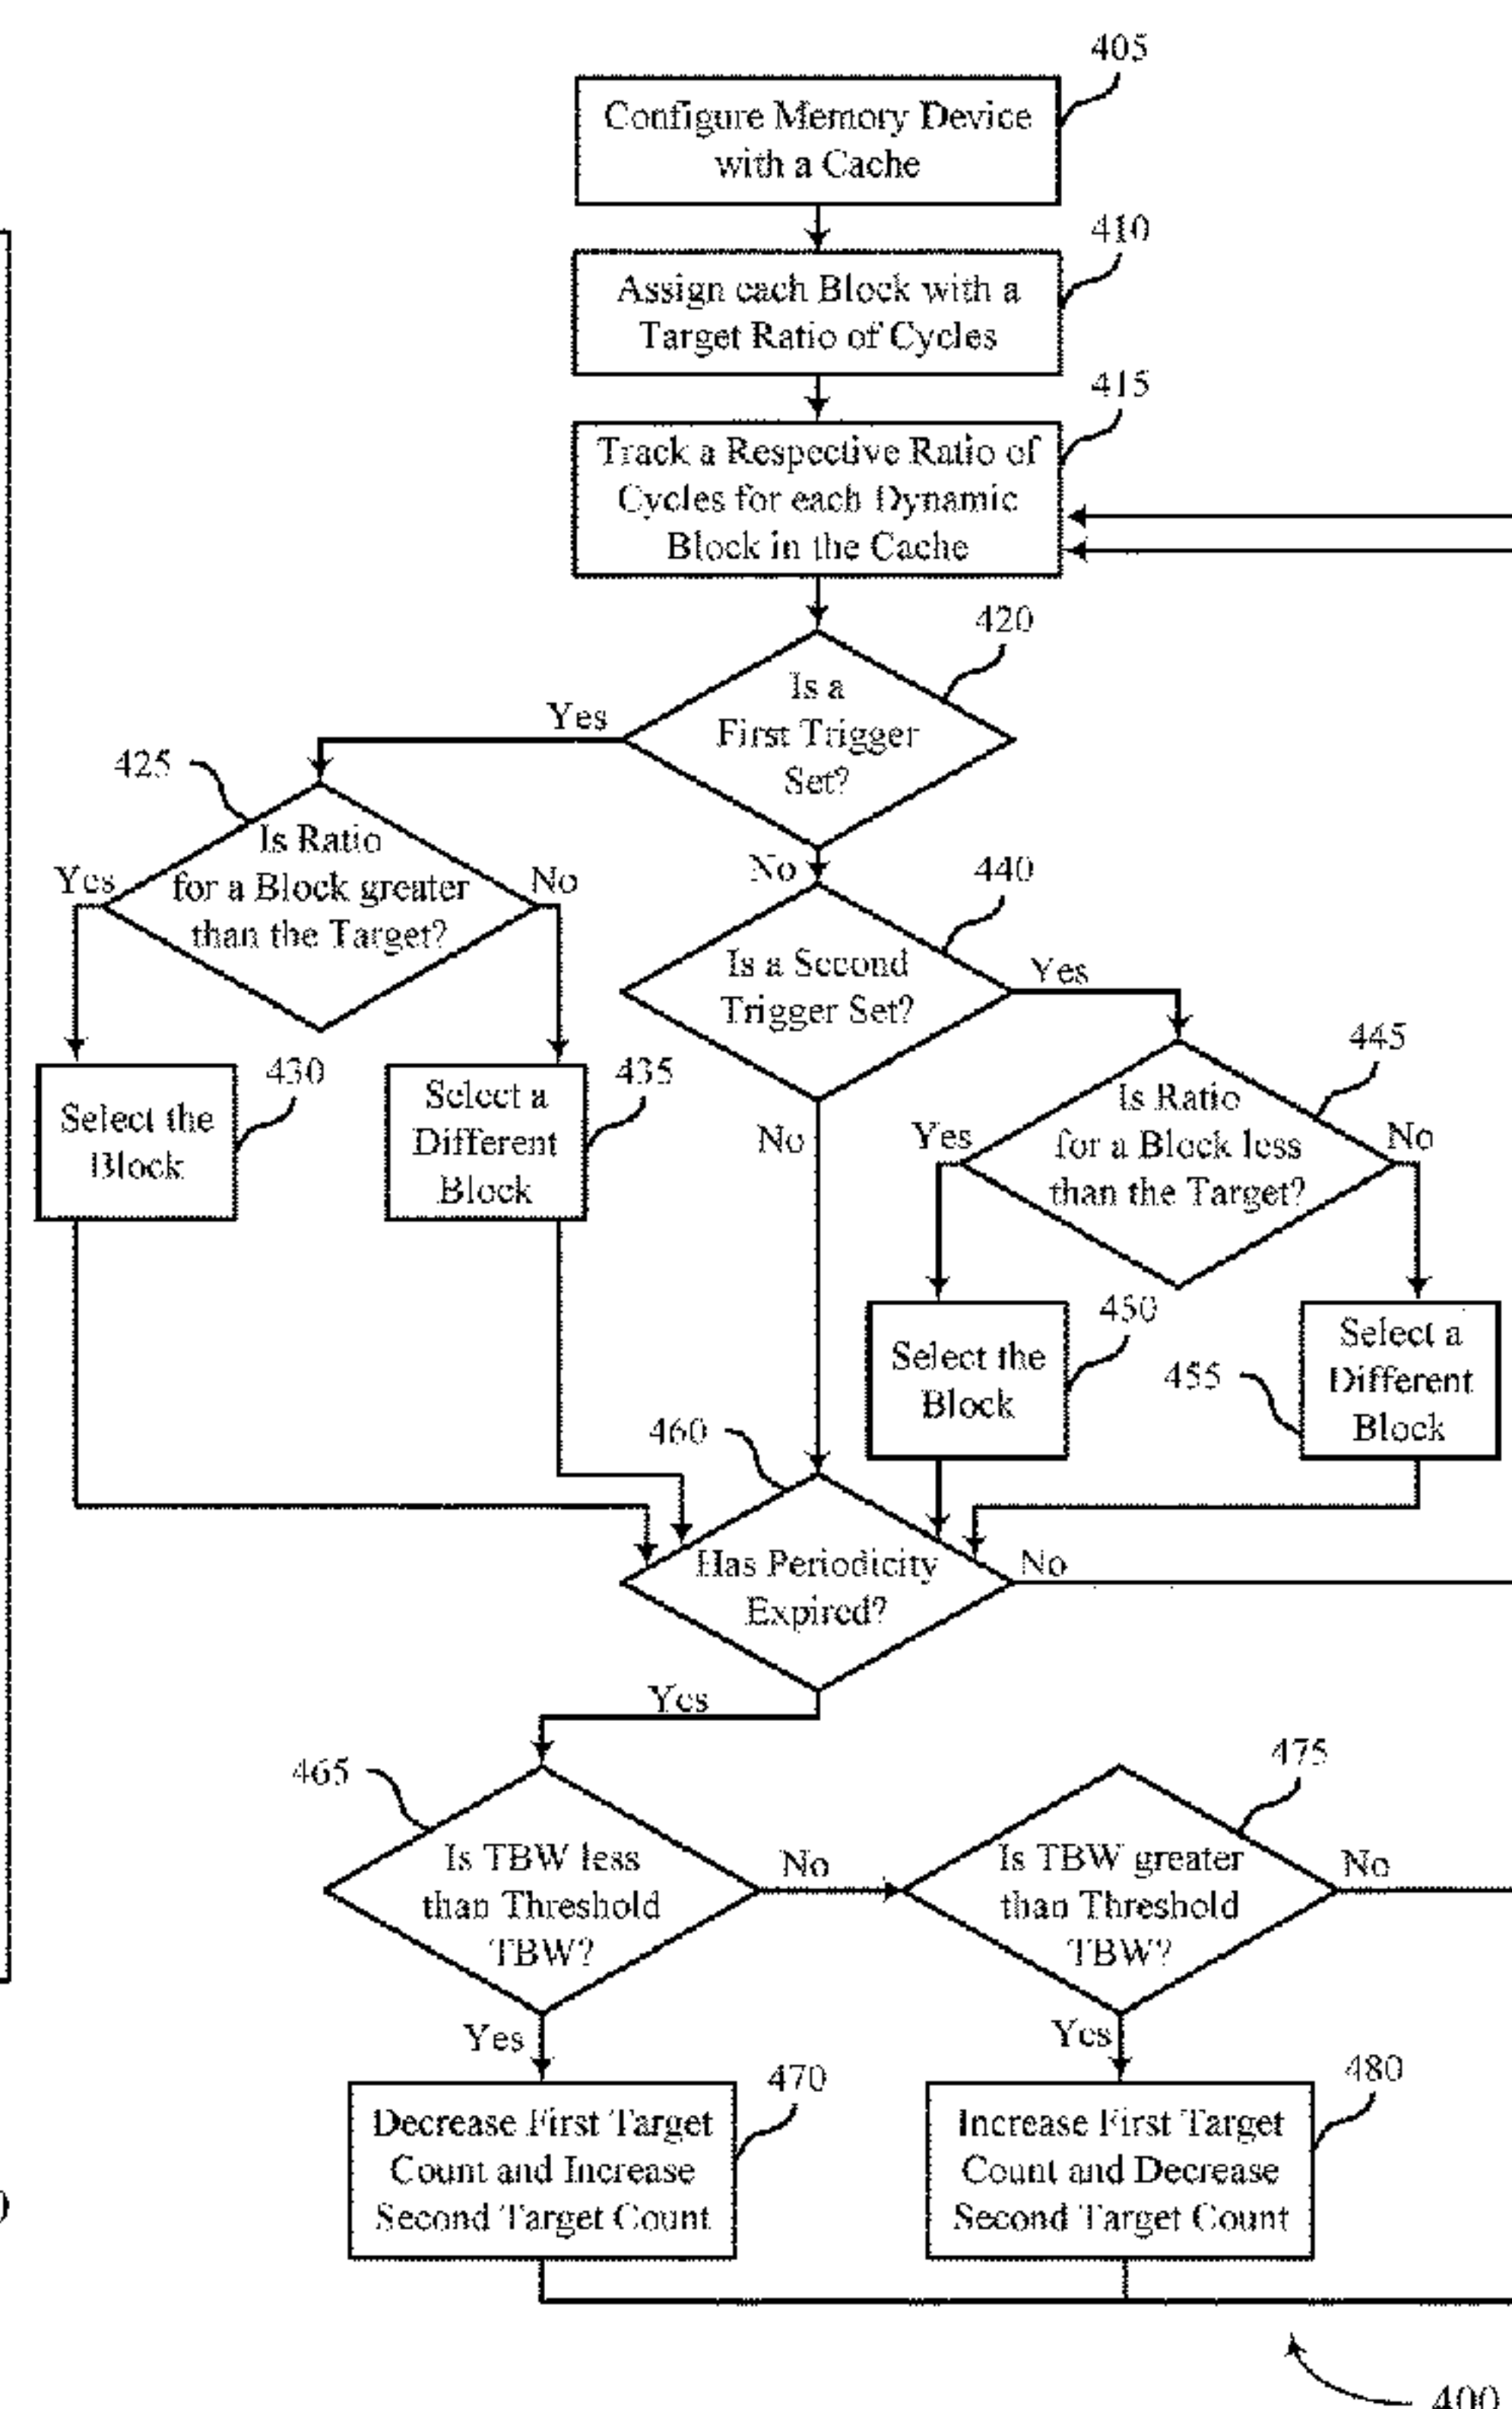 405
Configure Memory Device
with a Cache
410
Assign each Block with a
Target Ratio of Cycles
415
Track a Respective Ratio of
Cycles for each Dynamic
Block in the Cache
420
Is a
First Trigger
Set?
Yes
425
Is Ratio
for a Block greater
than the Target?
Yes
No
No
440
Is a Second
Trigger Set?
Yes
430
Select the
Block
435
Select a
Different
Block
445
Is Ratio
for a Block less
than the Target?
Yes
No
No
450
Select the
Block
455
Select a
Different
Block
460
Has Periodicity
Expired?
No
Yes
465
Is TBW less
than Threshold
TBW?
No
475
Is TBW greater
than Threshold
TBW?
No
Yes
Yes
470
Decrease First Target
Count and Increase
Second Target Count
480
Increase First Target
Count and Decrease
Second Target Count
400